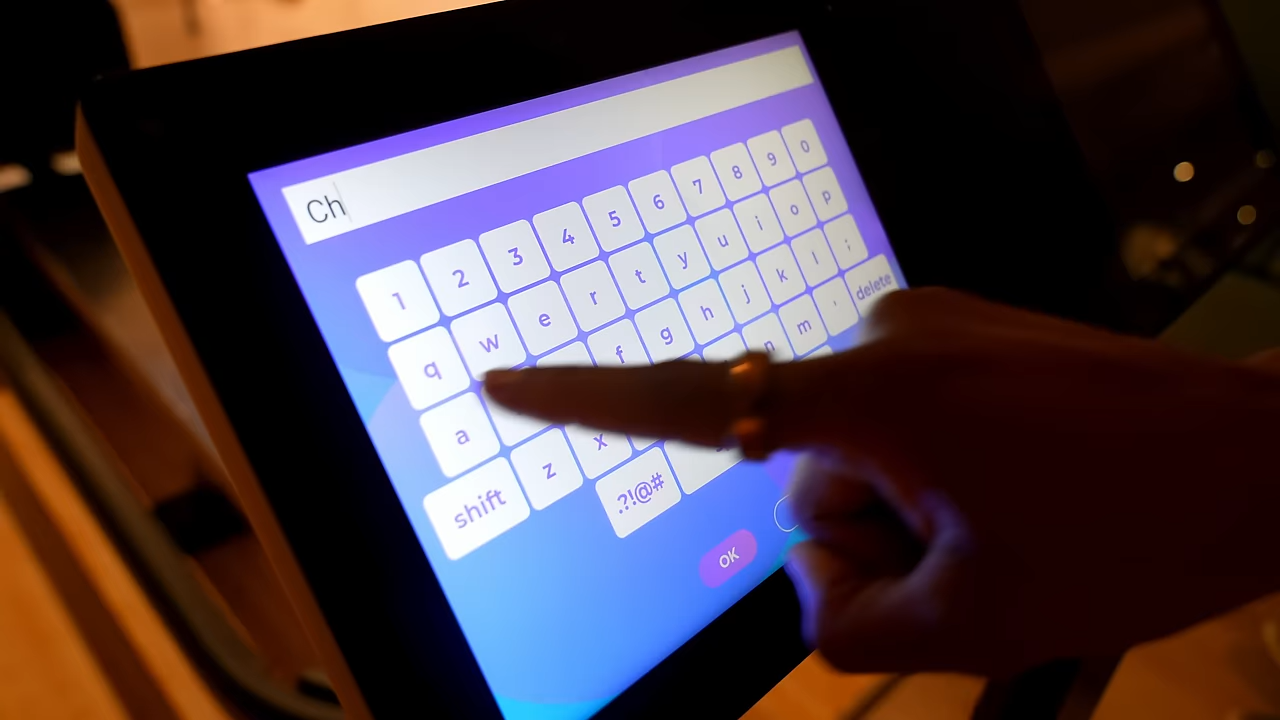 Ch
1 2 3 4 5 6 7 8 9 0
q w e r t y u i o p
a f g h j k l ;
shift z x n m ' delete
.?!@#
OK